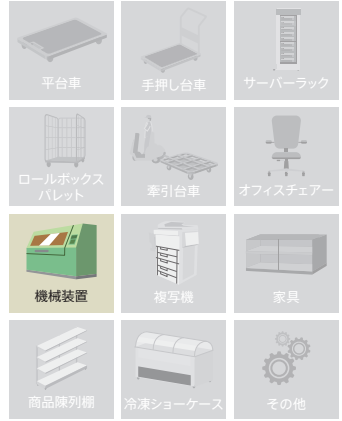 平台車
手押し台車
サーバーラック
ロールボックス
パレット
牽引台車
オフィスチェアー
機械装置
複写機
家具
商品陳列棚
冷凍ショーケース
その他